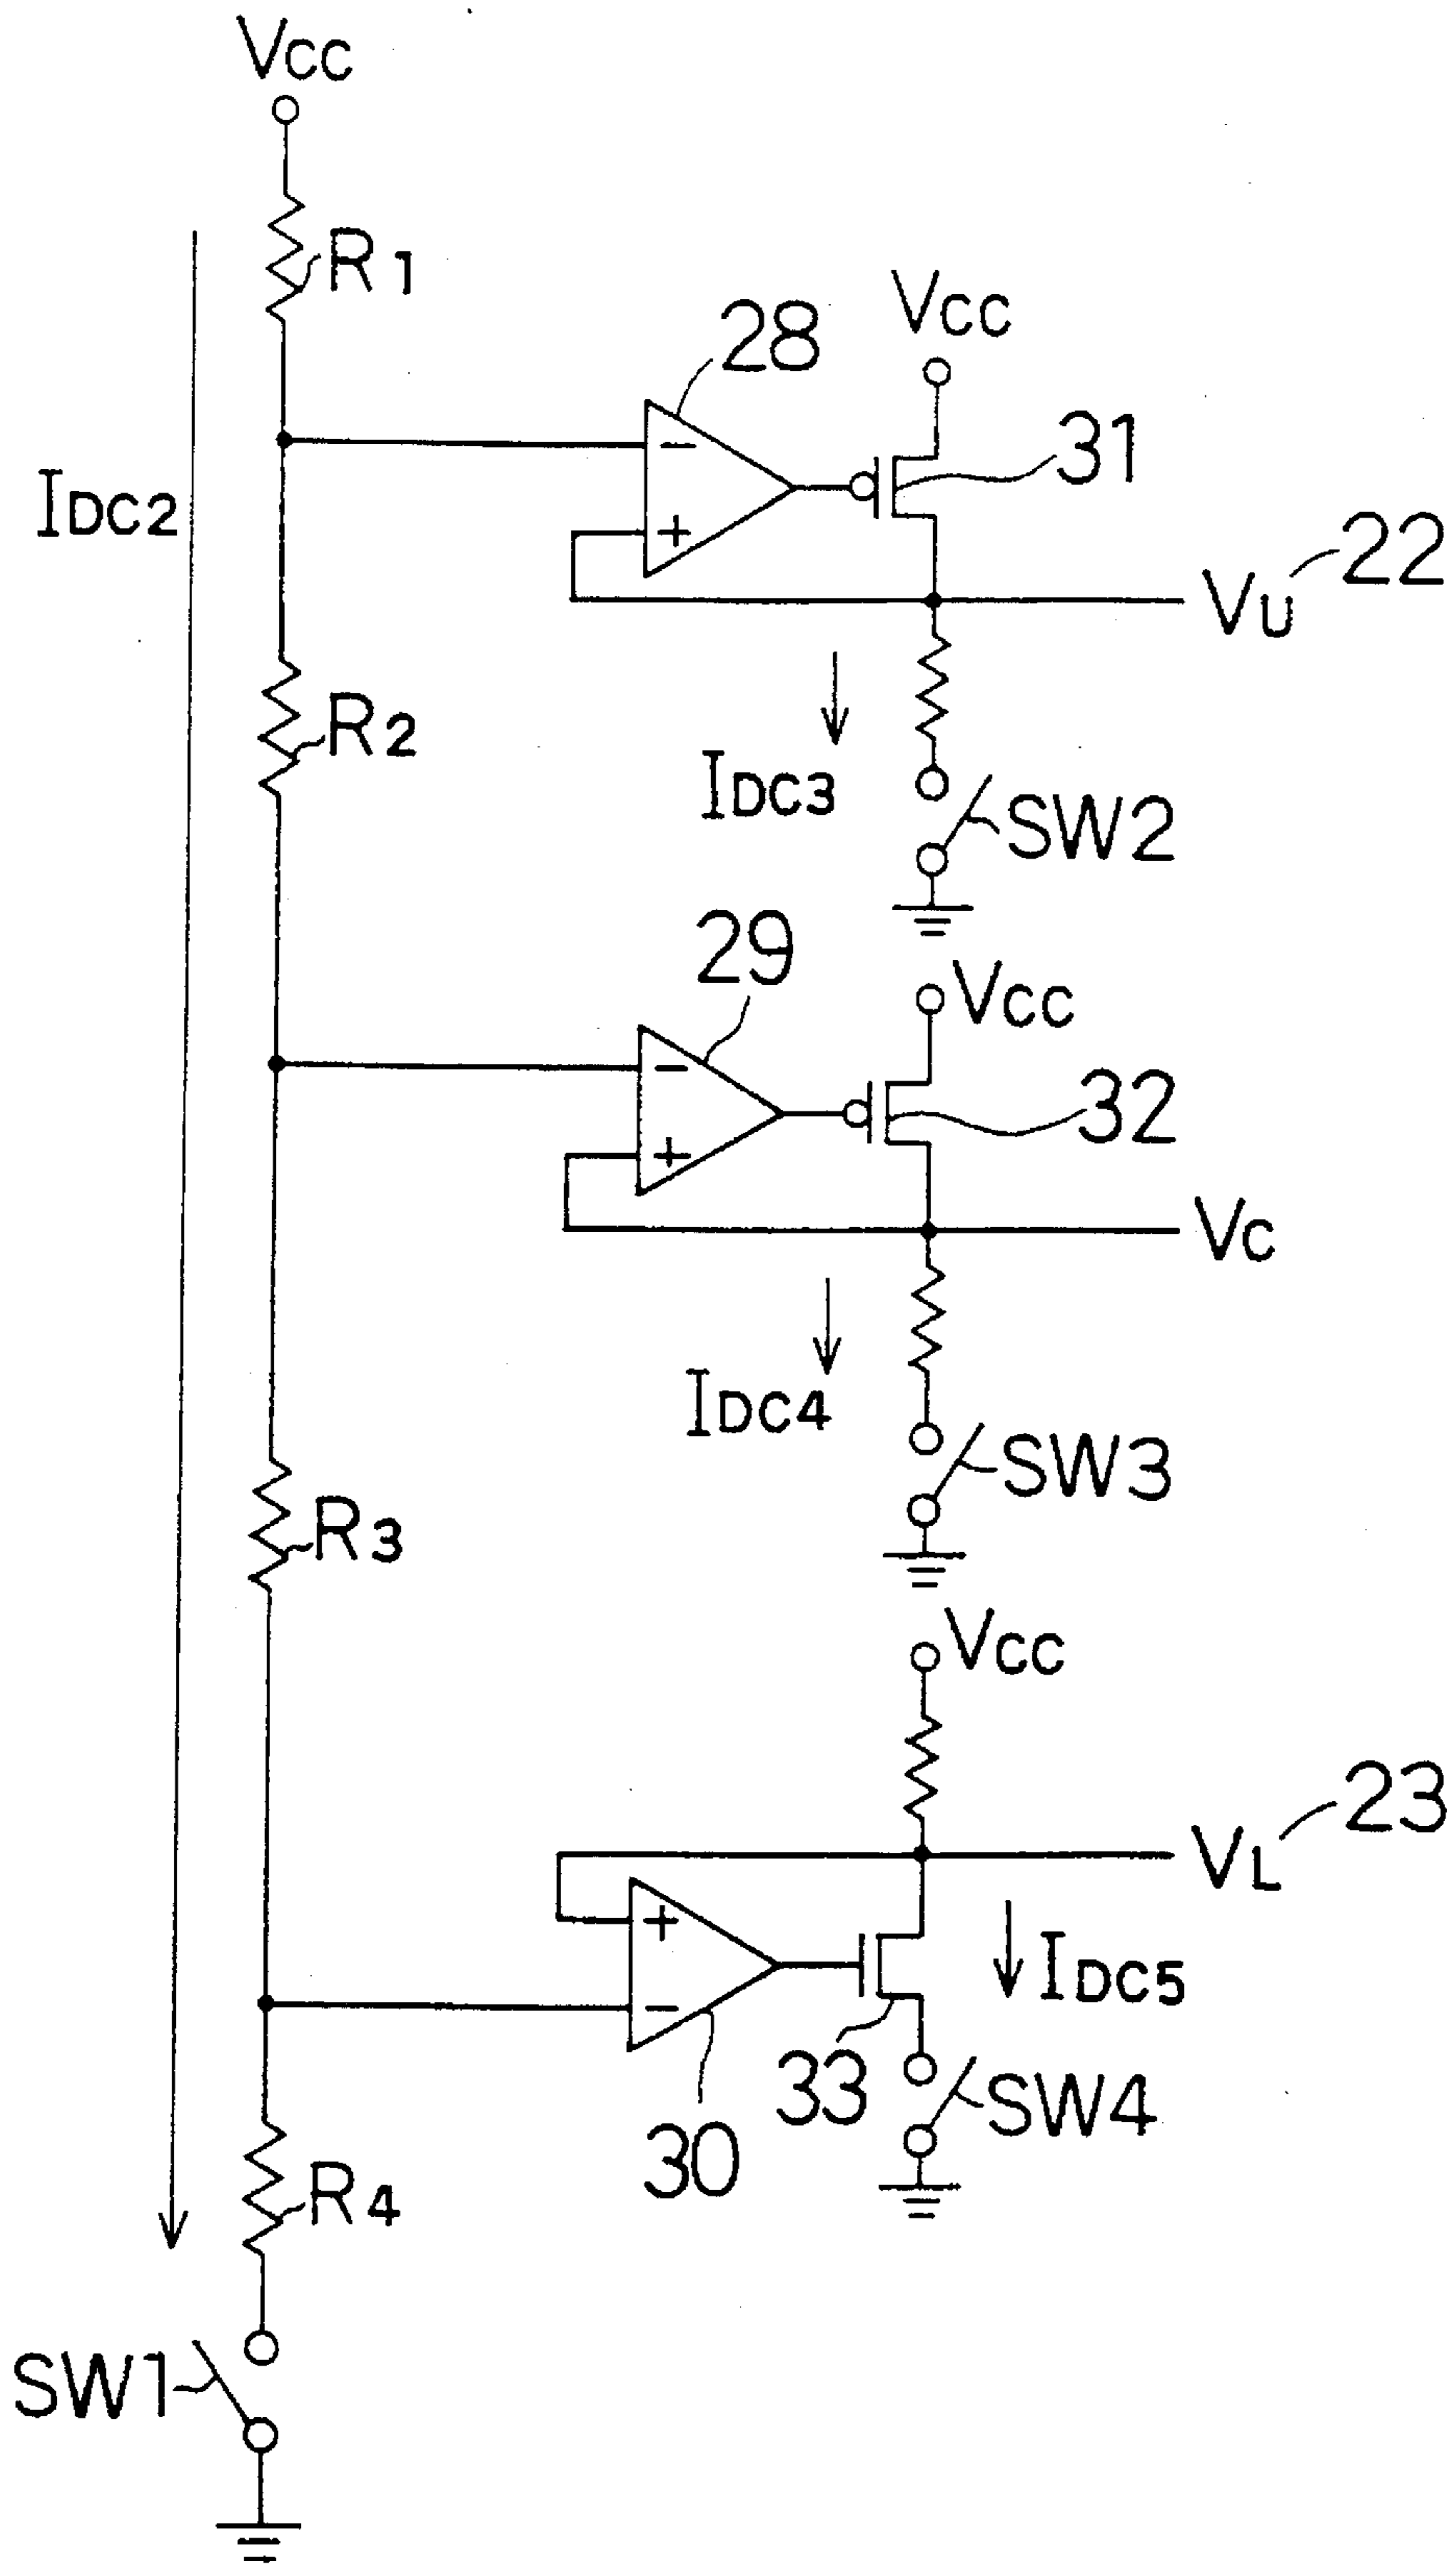 VCC
R1
28
VCC
31
IDC2
22
VU
R2
IDC3
SW2
29
VCC
32
VC
IDC4
SW3
R3
VCC
23
VL
IDC5
33
SW4
30
R4
SW1